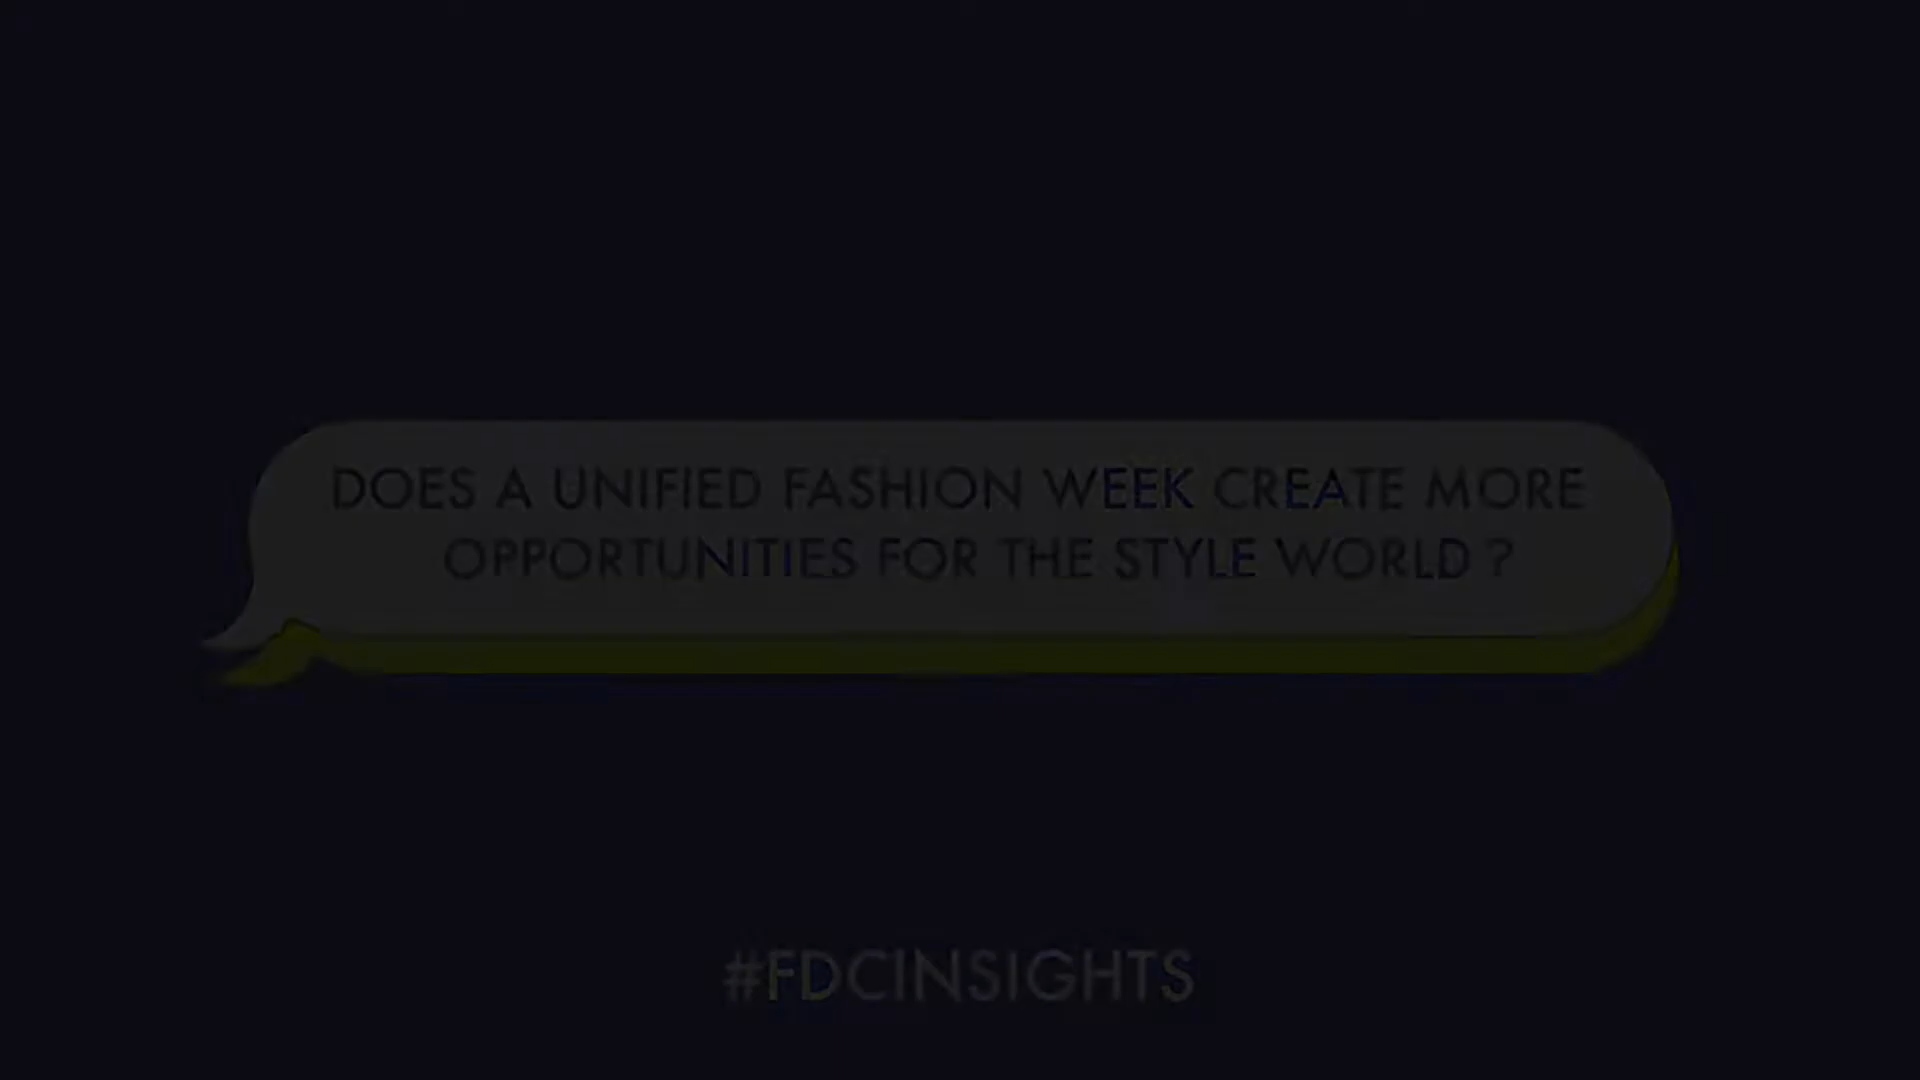 DOES A UNIFIED FASHION WEEK CREATE MORE
OPPORTUNITIES FOR THE STYLE WORLD ?
#FDCINSIGHTS